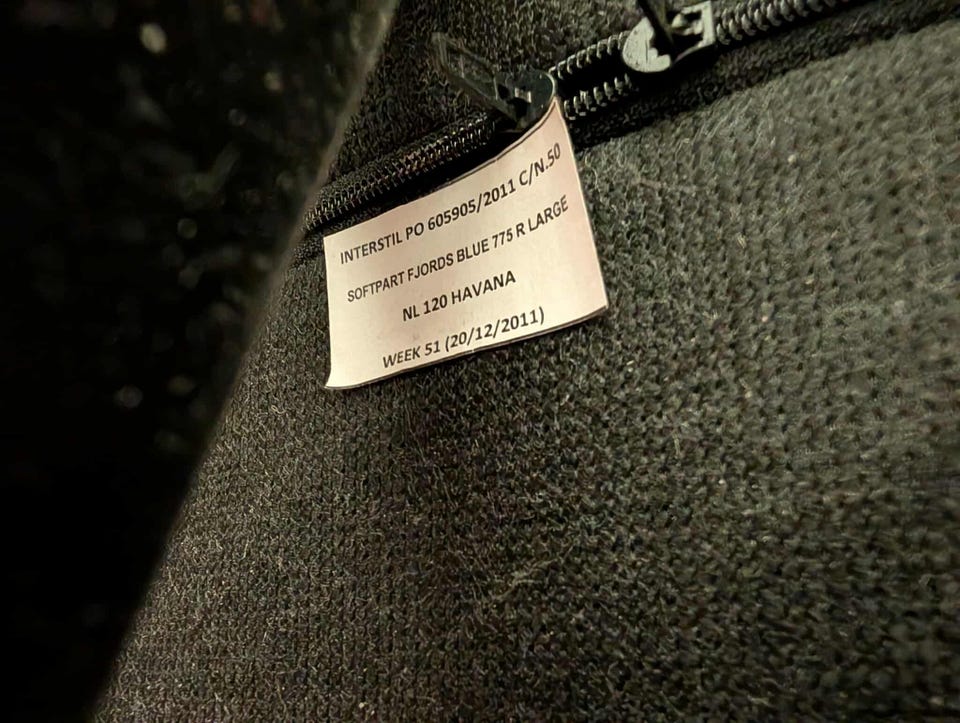 INTERSTIL PO 605905/2011 C/N.50
SOFTPART FJORDS BLUE 775 R LARGE
NL 120 HAVANA
WEEK 51 (20/12/2011)